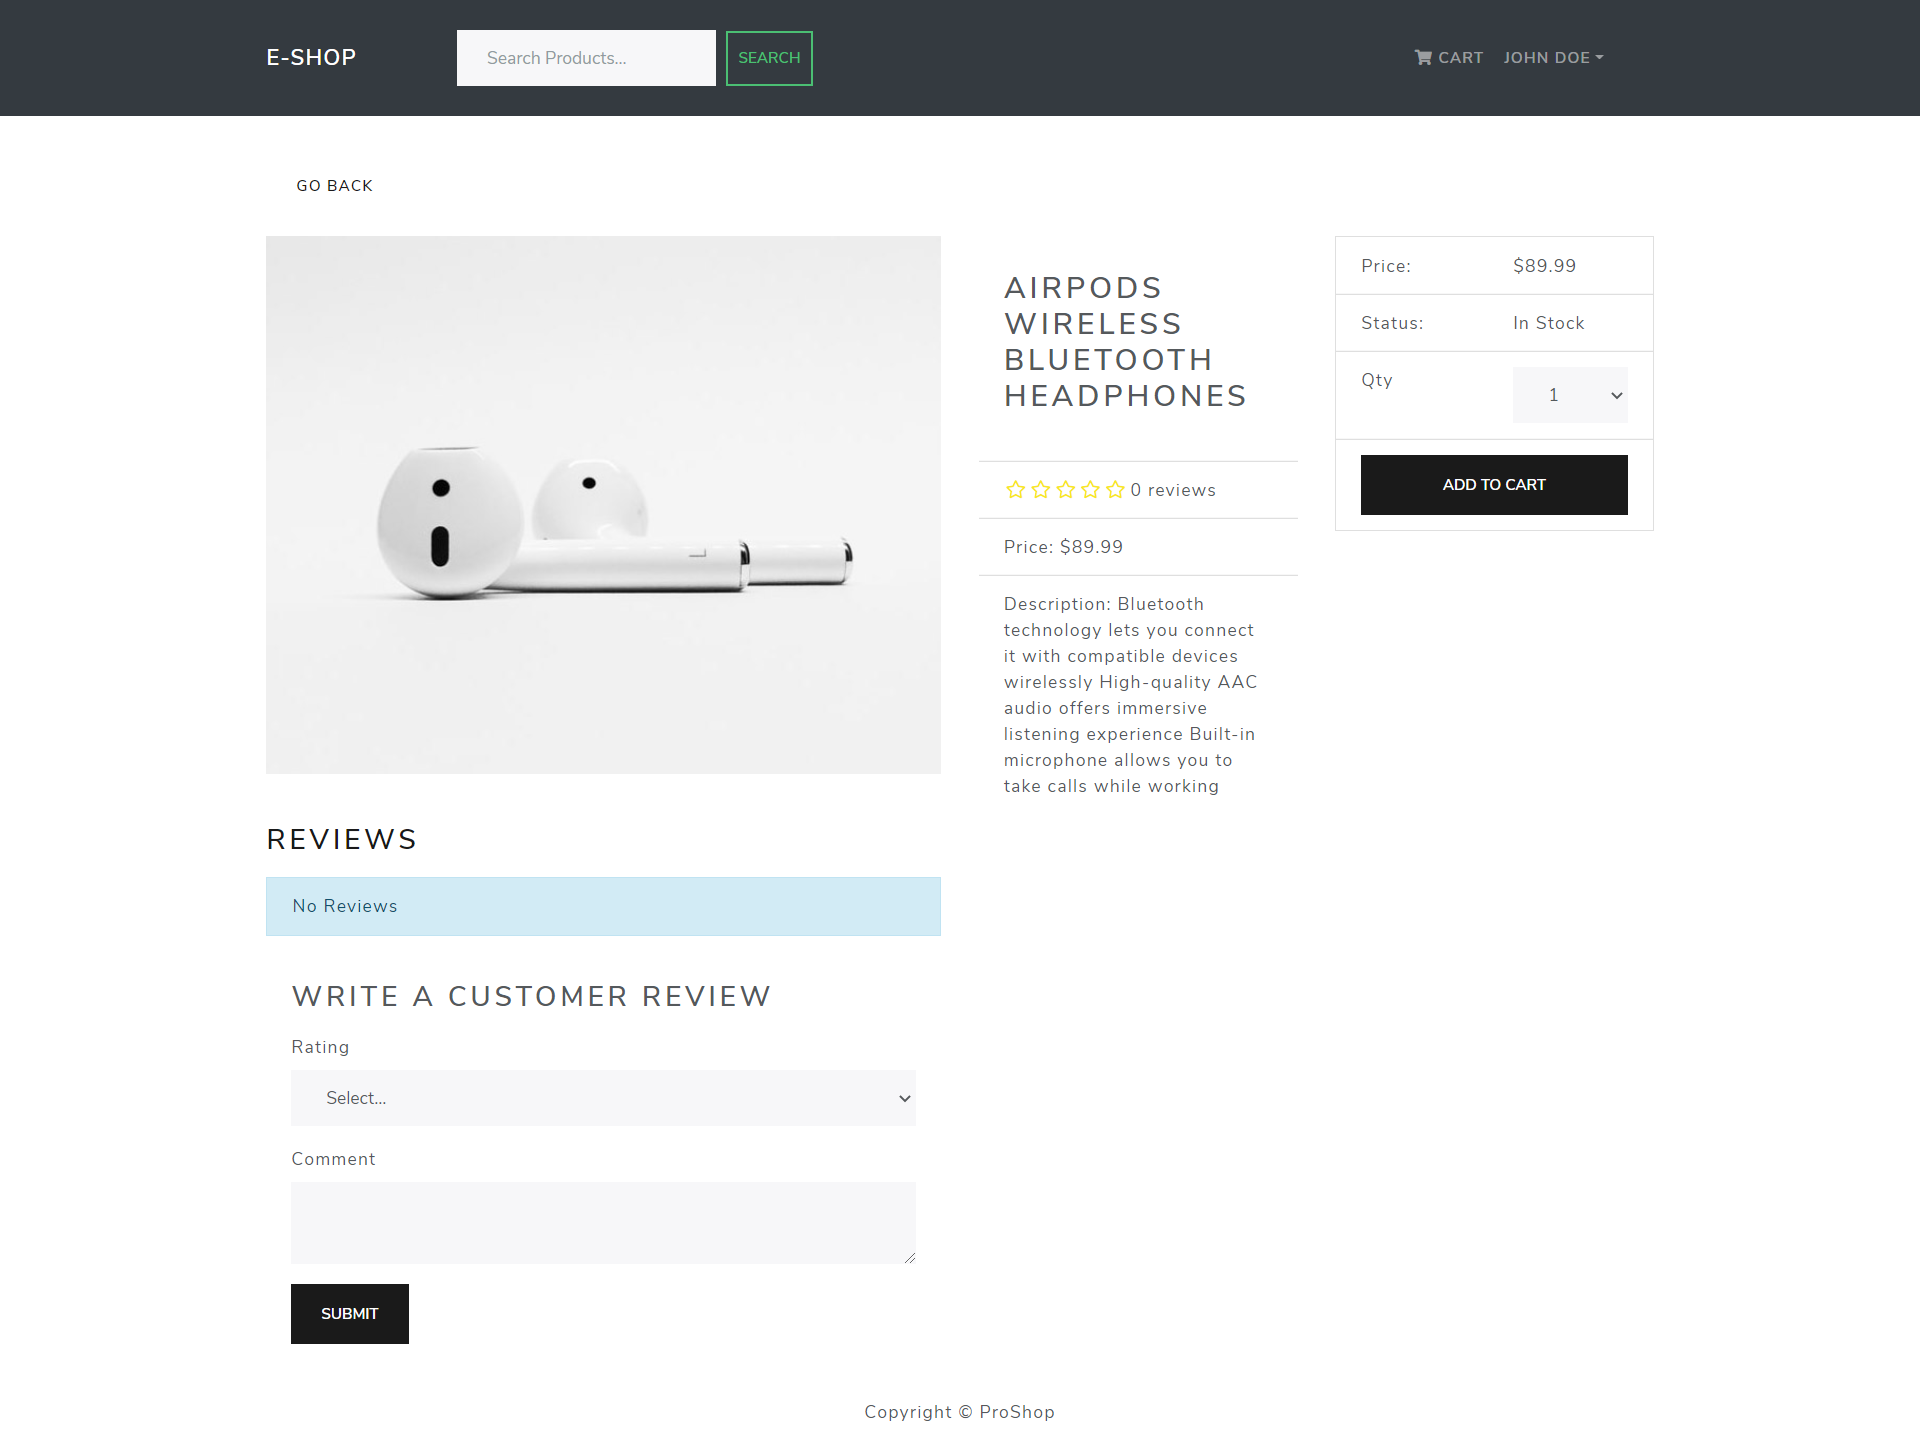 E-SHOP
Search Products...
SEARCH
CART
JOHN DOE
GO BACK
AIRPODS
WIRELESS
BLUETOOTH
HEADPHONES
0 reviews
Price: $89.99
Description: Bluetooth
technology lets you connect
it with compatible devices
wirelessly High-quality AAC
audio offers immersive
listening experience Built-in
microphone allows you to
take calls while working
Price: $89.99
Status: In Stock
Qty 1
ADD TO CART
REVIEWS
No Reviews
WRITE A CUSTOMER REVIEW
Rating
Select...
Comment
SUBMIT
Copyright © ProShop